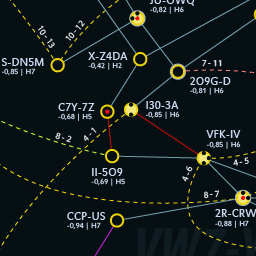 -0,82 | H6
10-13
10-12
S-DN5M
-0,85 | H7
X-Z4DA
-0,42 | H2
7-11
2O9G-D
-0,81 | H6
C7Y-7Z
-0,68 | H5
I30-3A
-0,85 | H6
8-2
4-1
VFK-IV
-0,85 | H6
4-5
II-5O9
-0,69 | H5
4-6
8-7
CCP-US
-0,94 | H7
2R-CRW
-0,88 | H7